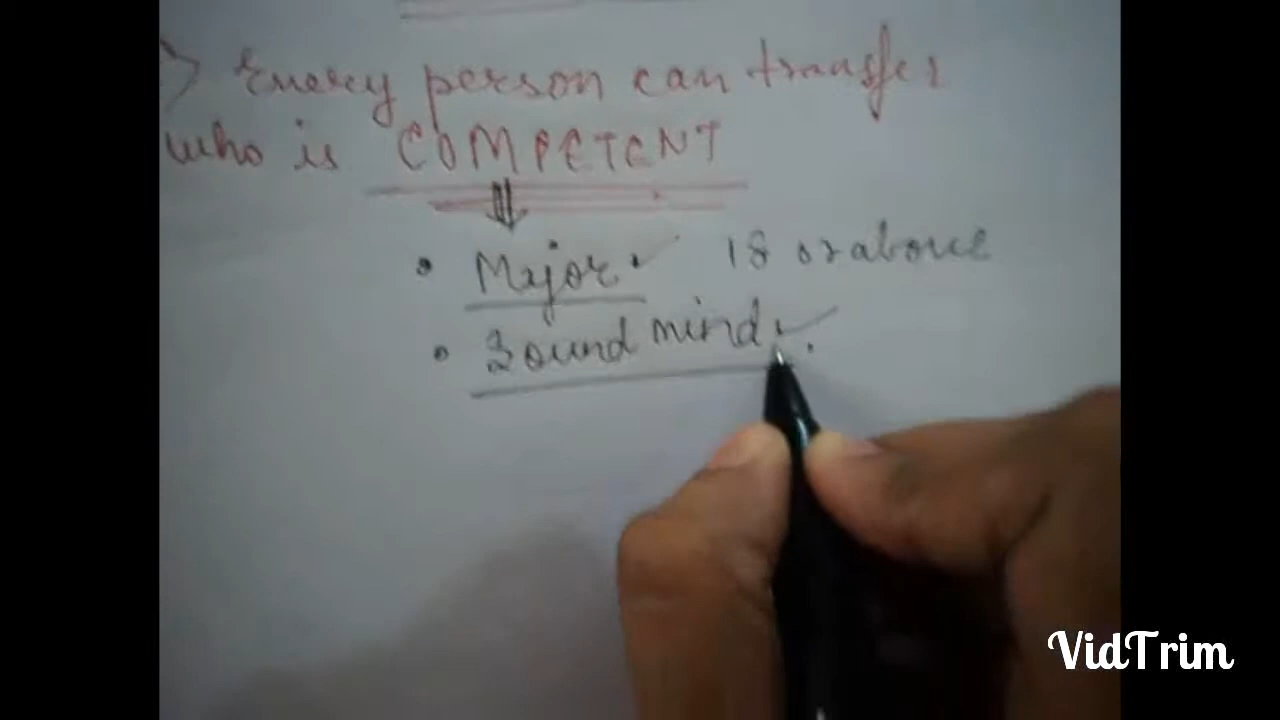 Every person can transfer
who is COMPETENT
• Major. ✓ 18 or above
• Sound mind ✓.
VidTrim